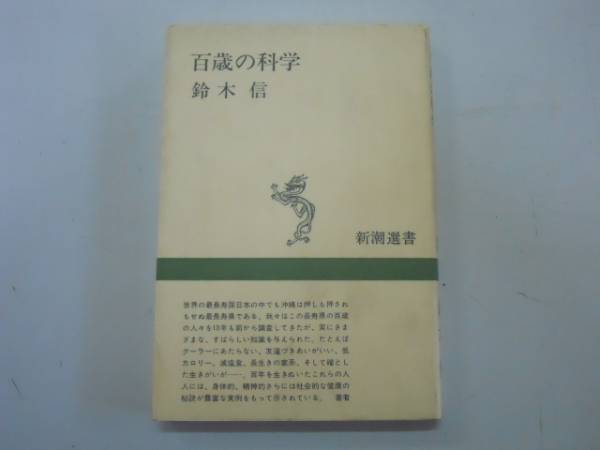 百歳の科学
鈴木 信
新潮選書
世界の最長寿国日本の中でも沖縄は押しも押され
もせぬ最長寿県である。我々はこの長寿県の百歳
の人々を10年も前から調査してきたが、実にさま
ざまな、すばらしい知識を与えられた。たとえば
クーラーにあたらない、友達づきあいがいい、低
カロリー、減塩食、長生きの家系、そして確とし
た生きがいが──。百年を生きぬいたこれらの人
人には、身体的、精神的さらには社会的な健康の
秘訣が豊富な実例をもって示されている。 著者